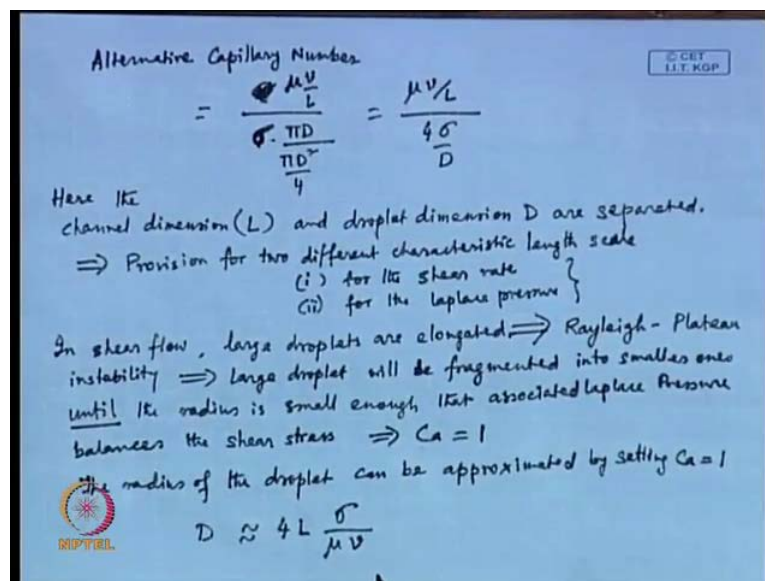 Alternative Capillary Number
© CET
I.I.T. KGP
= μ v/L / σ · πD / πD²/4 = μ v/L / 4σ/D
Here the
channel dimension (L) and droplet dimension D are separated.
⇒ Provision for two different characteristic length scale
(i) for the shear rate
(ii) for the laplace pressure }
In shear flow, large droplets are elongated ⇒ Rayleigh - Plateau
instability ⇒ Large droplet will be fragmented into smaller ones
until the radius is small enough that associated laplace Pressure
balances the shear stress ⇒ Ca = 1
The radius of the droplet can be approximated by setting Ca = 1
D ≈ 4 L σ / μ v
NPTEL